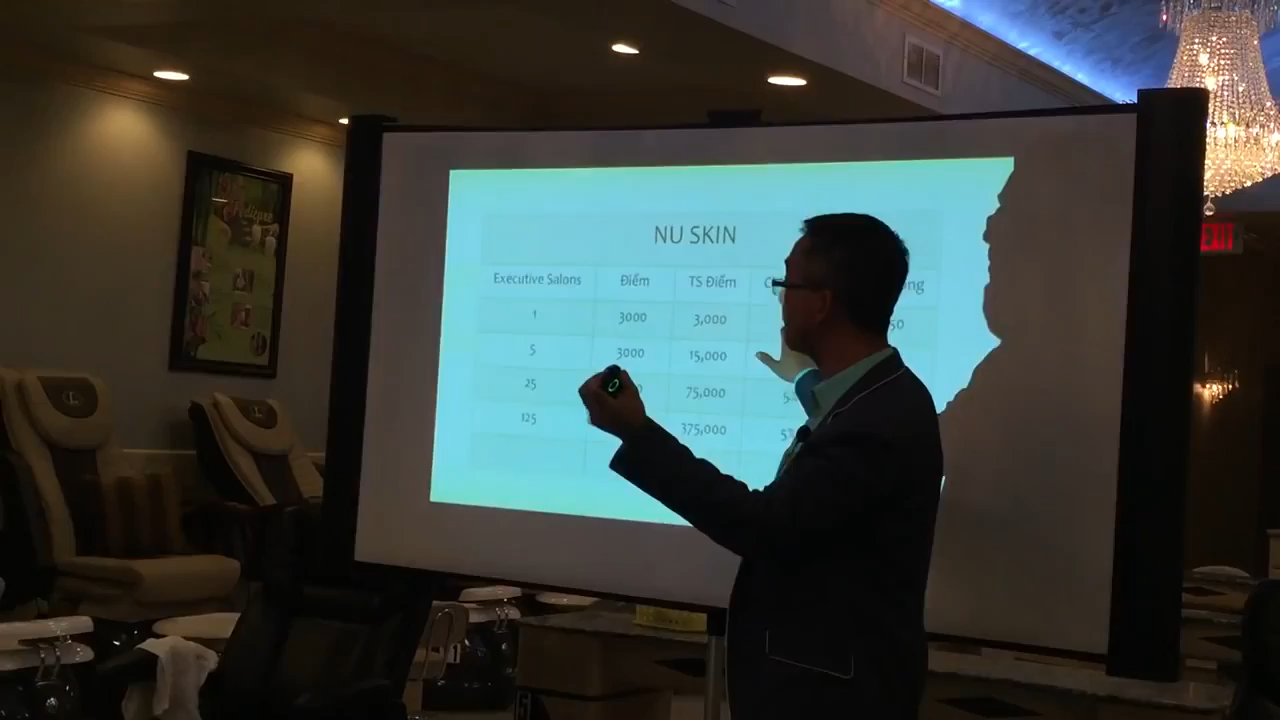 NU SKIN
Executive Salons Điểm TS Điểm
1 3000 3,000
5 3000 15,000
25 75,000
125 375,000
Pedicure
EXIT